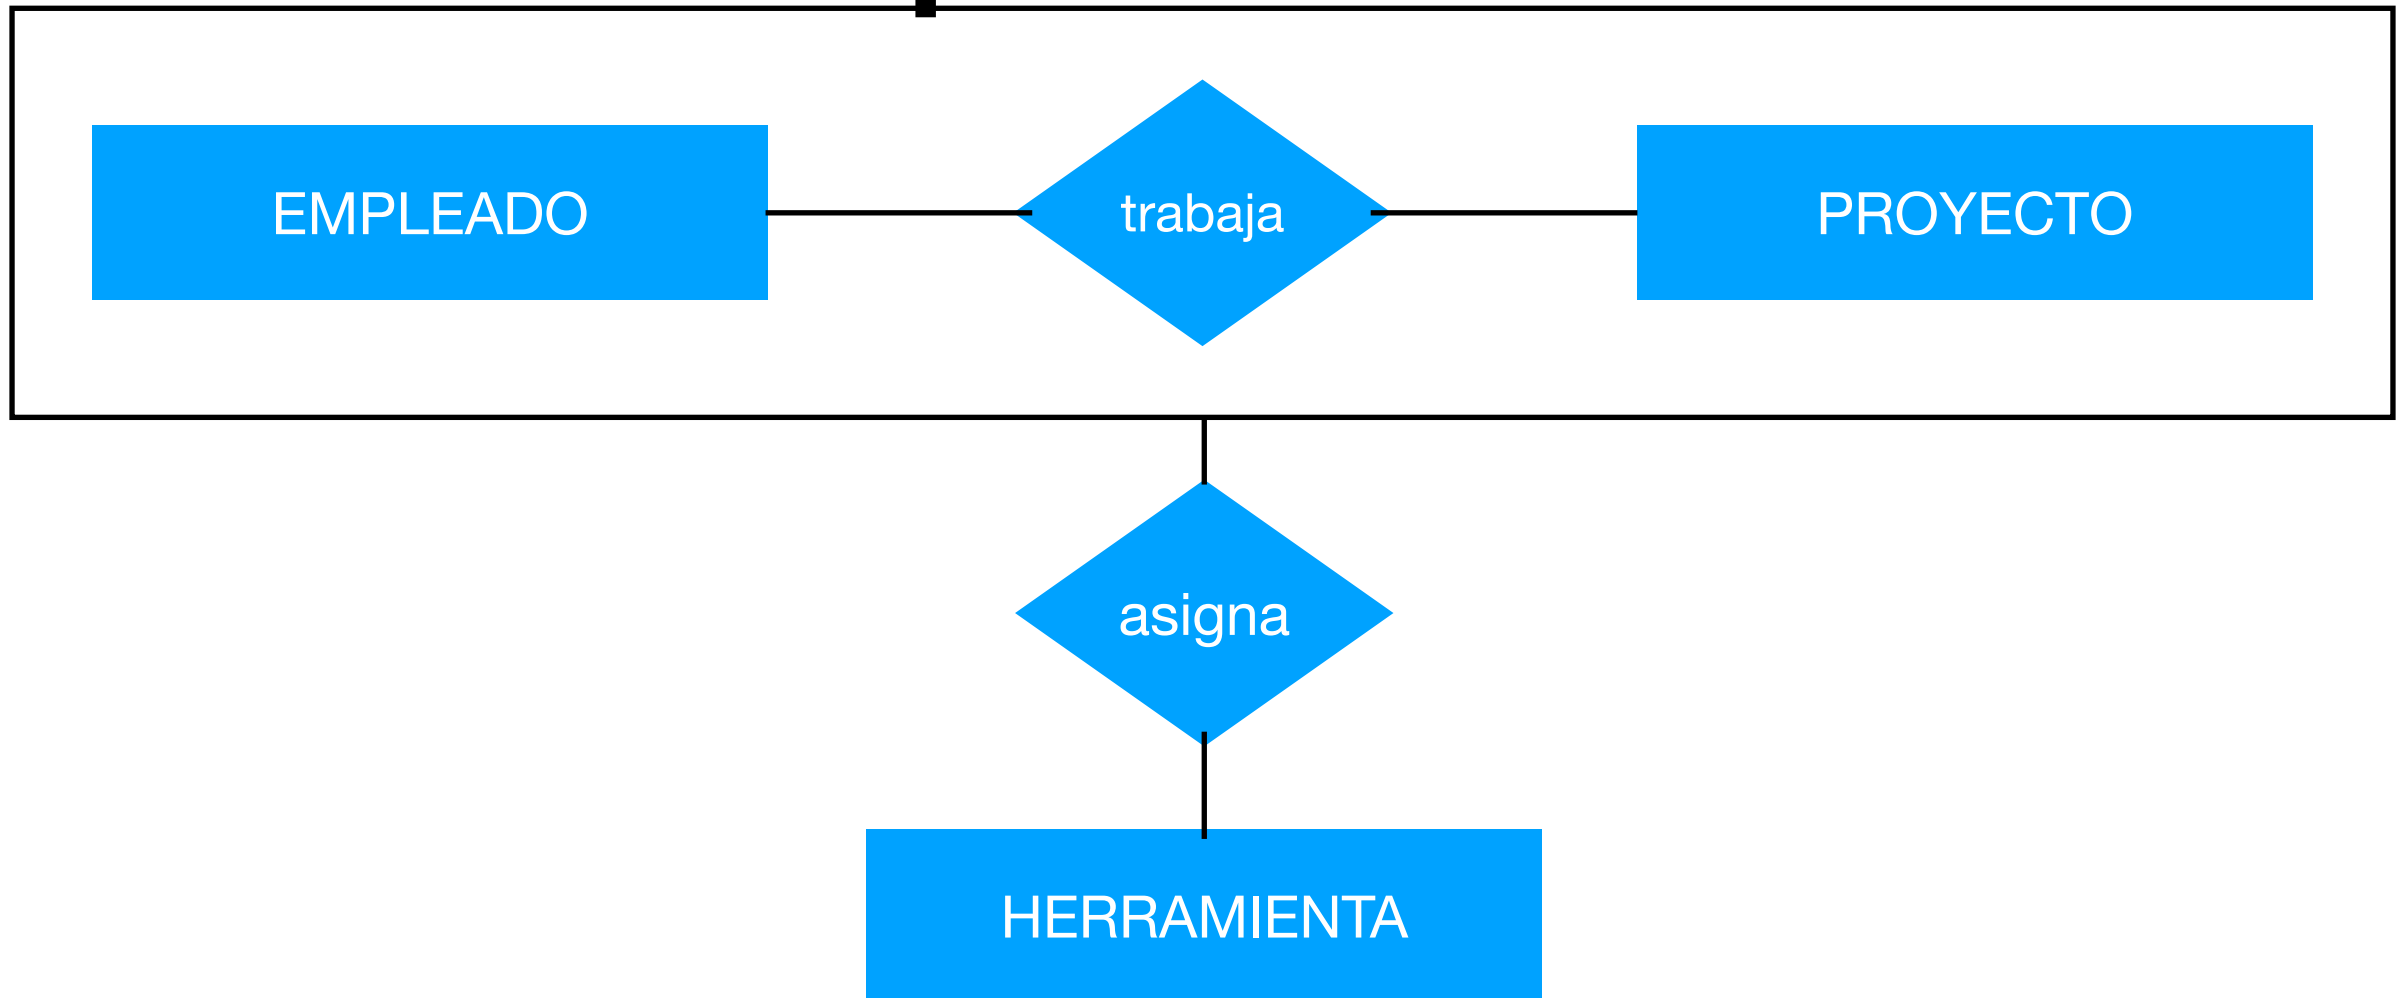 EMPLEADO
trabaja
PROYECTO
asigna
HERRAMIENTA